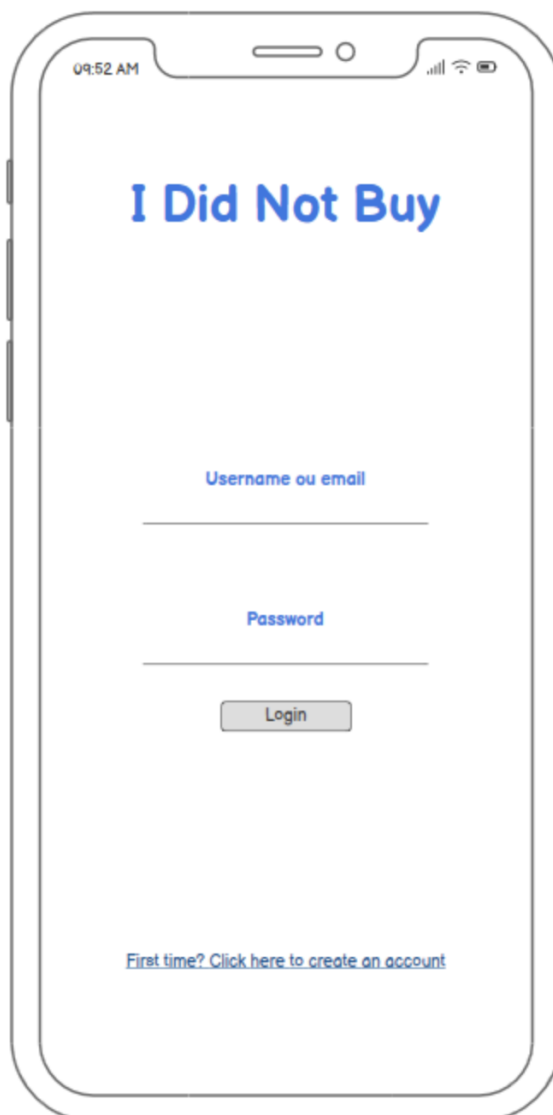 09:52 AM
I Did Not Buy
Username ou email
Password
Login
First time? Click here to create an account